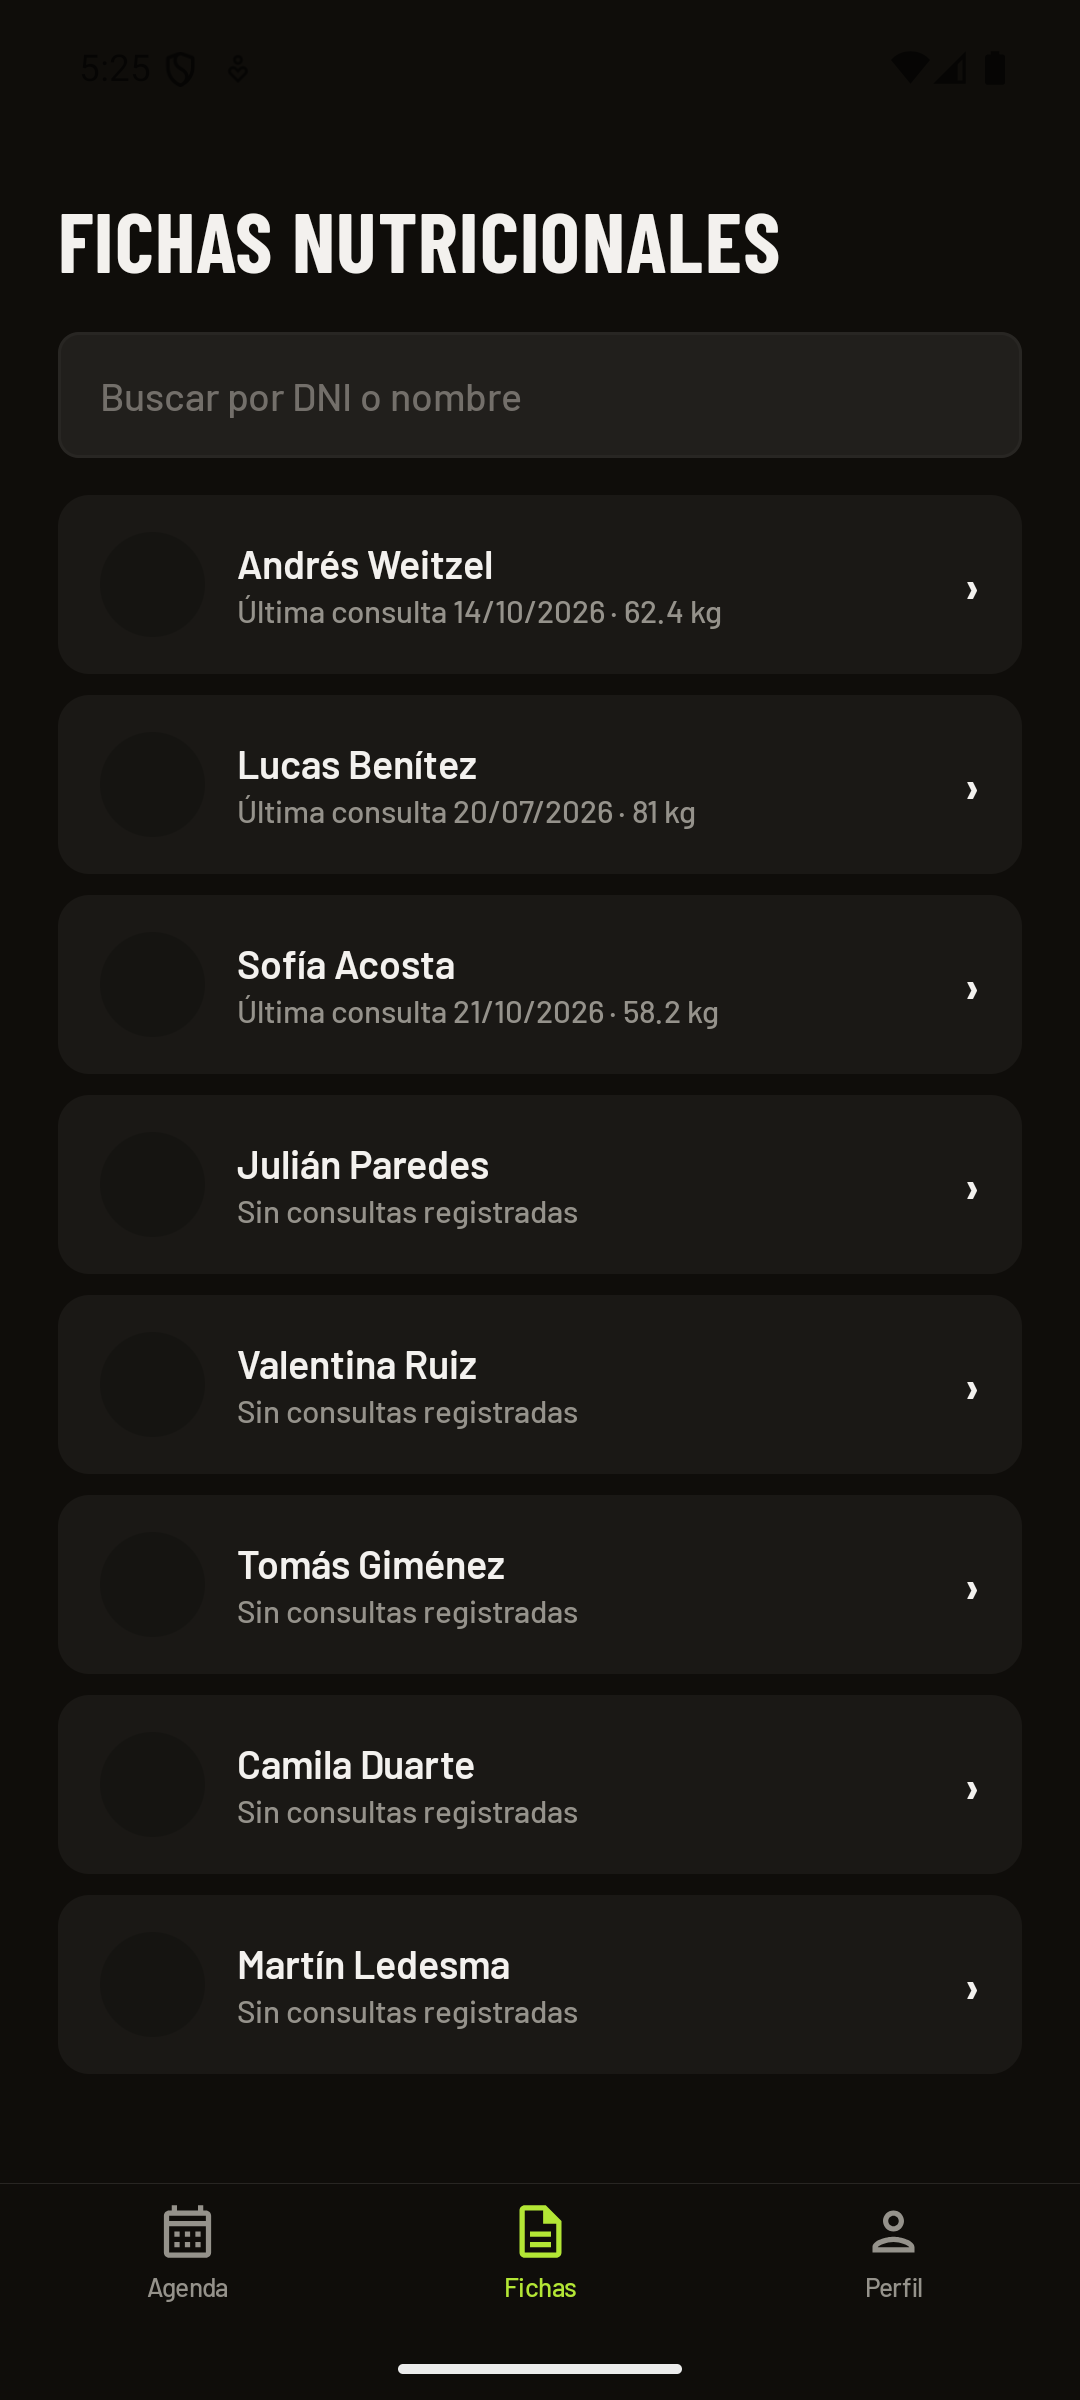 5:25
FICHAS NUTRICIONALES
Buscar por DNI o nombre
Andrés Weitzel
Última consulta 14/10/2026 · 62.4 kg
›
Lucas Benítez
Última consulta 20/07/2026 · 81 kg
›
Sofía Acosta
Última consulta 21/10/2026 · 58.2 kg
›
Julián Paredes
Sin consultas registradas
›
Valentina Ruiz
Sin consultas registradas
›
Tomás Giménez
Sin consultas registradas
›
Camila Duarte
Sin consultas registradas
›
Martín Ledesma
Sin consultas registradas
›
Agenda
Fichas
Perfil